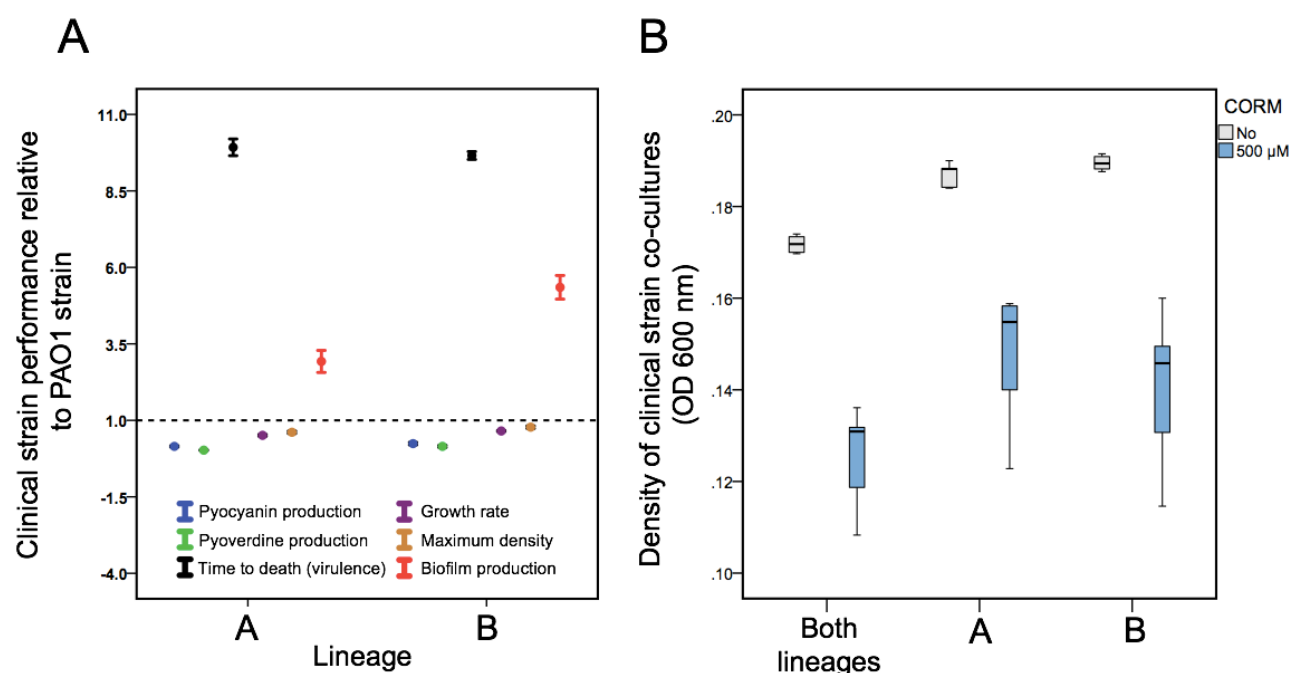 A
Clinical strain performance relative
to PAO1 strain
11.0
8.5
6.0
3.5
1.0
-1.5
-4.0
Pyocyanin production
Pyoverdine production
Time to death (virulence)
Growth rate
Maximum density
Biofilm production
A
B
Lineage
B
Density of clinical strain co-cultures
(OD 600 nm)
.20
.18
.16
.14
.12
.10
Both
lineages
A
B
CORM
No
500 µM